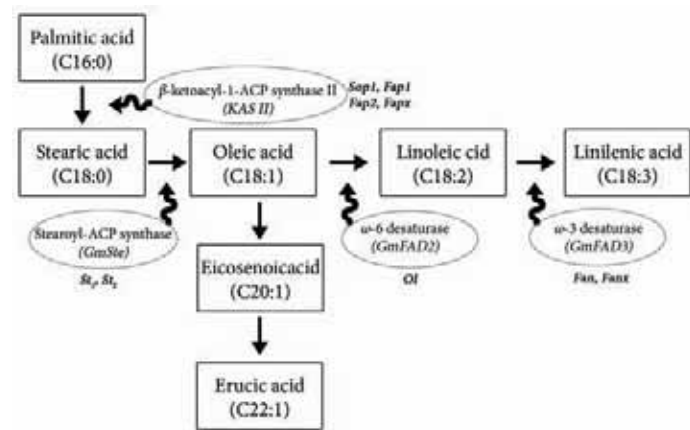 Palmitic acid
(C16:0)
β-ketoacyl-1-ACP synthase II
(KAS II)
Sop1, Fap1
Fap2, Fapx
Stearic acid
(C18:0)
Oleic acid
(C18:1)
Linoleic cid
(C18:2)
Linilenic acid
(C18:3)
Stearoyl-ACP synthase
(GmSte)
St₁, St₂
ω-6 desaturase
(GmFAD2)
Ol
ω-3 desaturase
(GmFAD3)
Fan, Fanx
Eicosenoicacid
(C20:1)
Erucic acid
(C22:1)